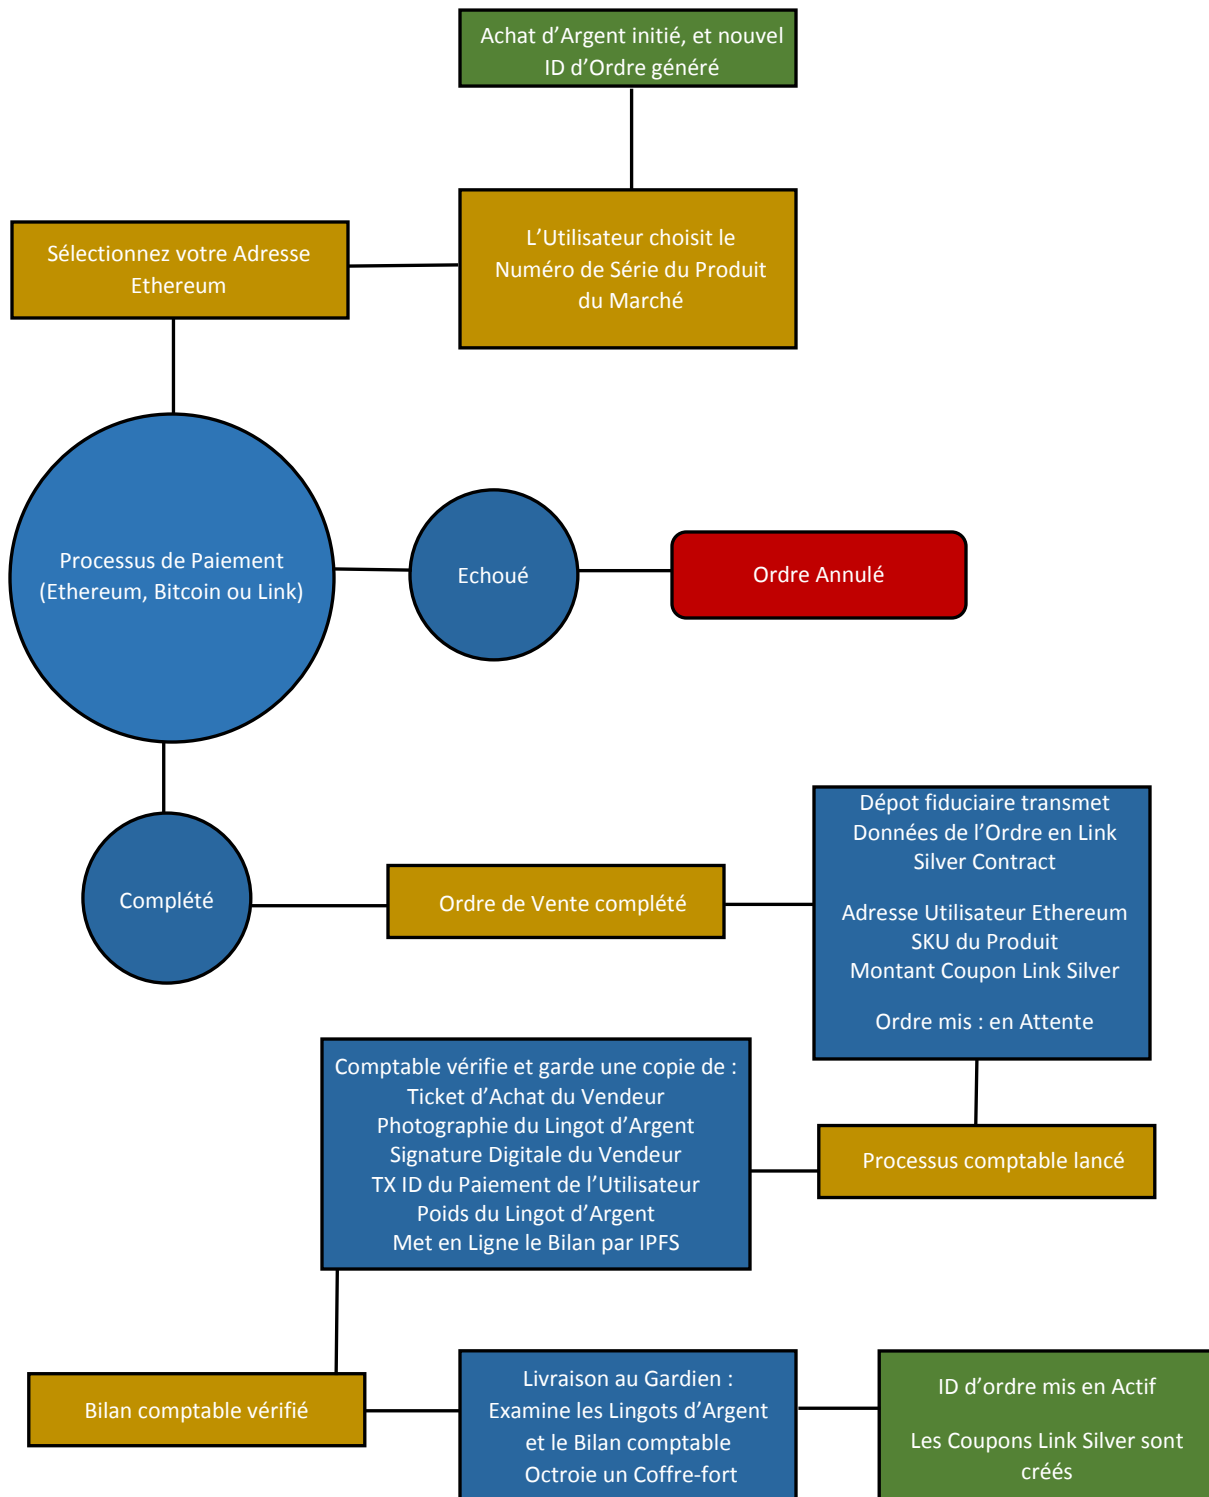 Achat d’Argent initié, et nouvel
ID d’Ordre généré
L’Utilisateur choisit le
Numéro de Série du Produit
du Marché
Sélectionnez votre Adresse
Ethereum
Processus de Paiement
(Ethereum, Bitcoin ou Link)
Echoué
Ordre Annulé
Complété
Ordre de Vente complété
Dépot fiduciaire transmet
Données de l’Ordre en Link
Silver Contract
Adresse Utilisateur Ethereum
SKU du Produit
Montant Coupon Link Silver
Ordre mis : en Attente
Processus comptable lancé
Comptable vérifie et garde une copie de :
Ticket d’Achat du Vendeur
Photographie du Lingot d’Argent
Signature Digitale du Vendeur
TX ID du Paiement de l’Utilisateur
Poids du Lingot d’Argent
Met en Ligne le Bilan par IPFS
Bilan comptable vérifié
Livraison au Gardien :
Examine les Lingots d’Argent
et le Bilan comptable
Octroie un Coffre-fort
ID d’ordre mis en Actif
Les Coupons Link Silver sont
créés